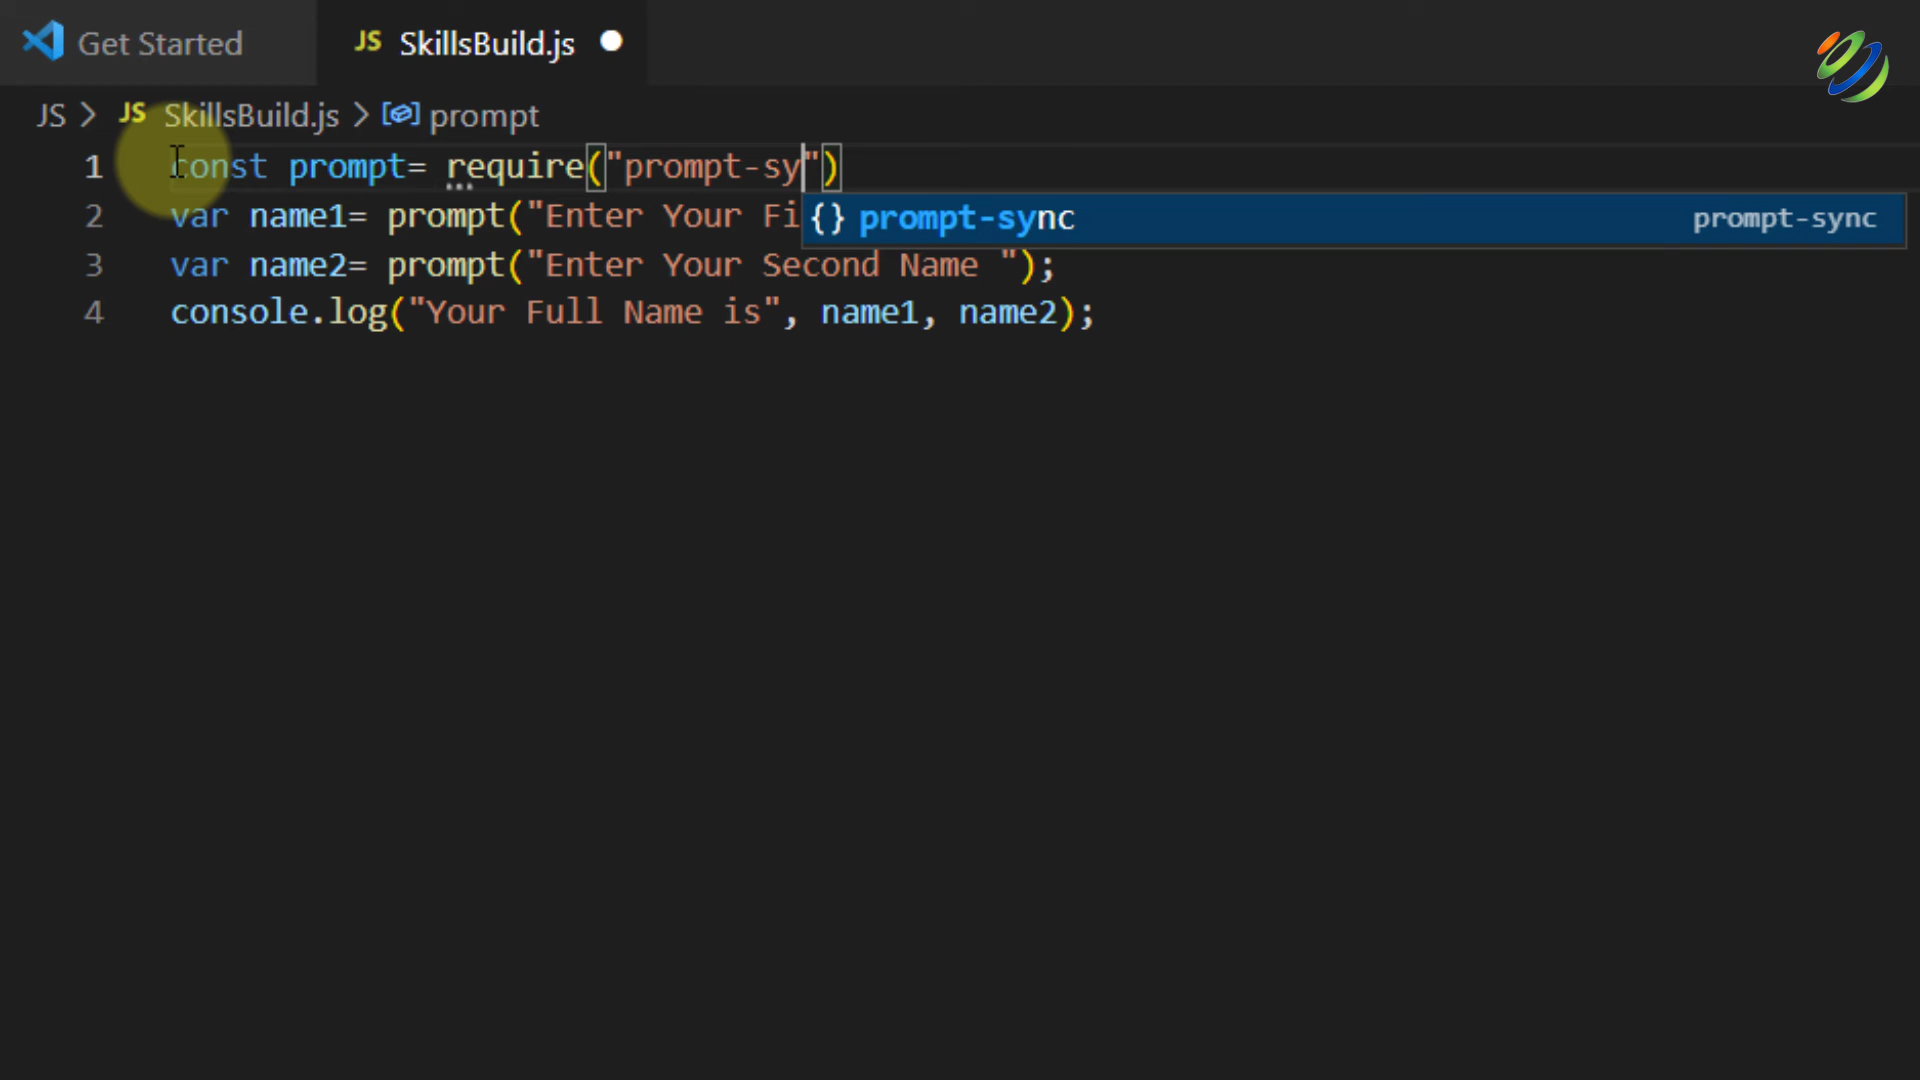 Get Started
JS SkillsBuild.js
JS > JS SkillsBuild.js > prompt
1 const prompt= require("prompt-sy")
2 var name1= prompt("Enter Your Fi
{} prompt-sync prompt-sync
3 var name2= prompt("Enter Your Second Name ");
4 console.log("Your Full Name is", name1, name2);